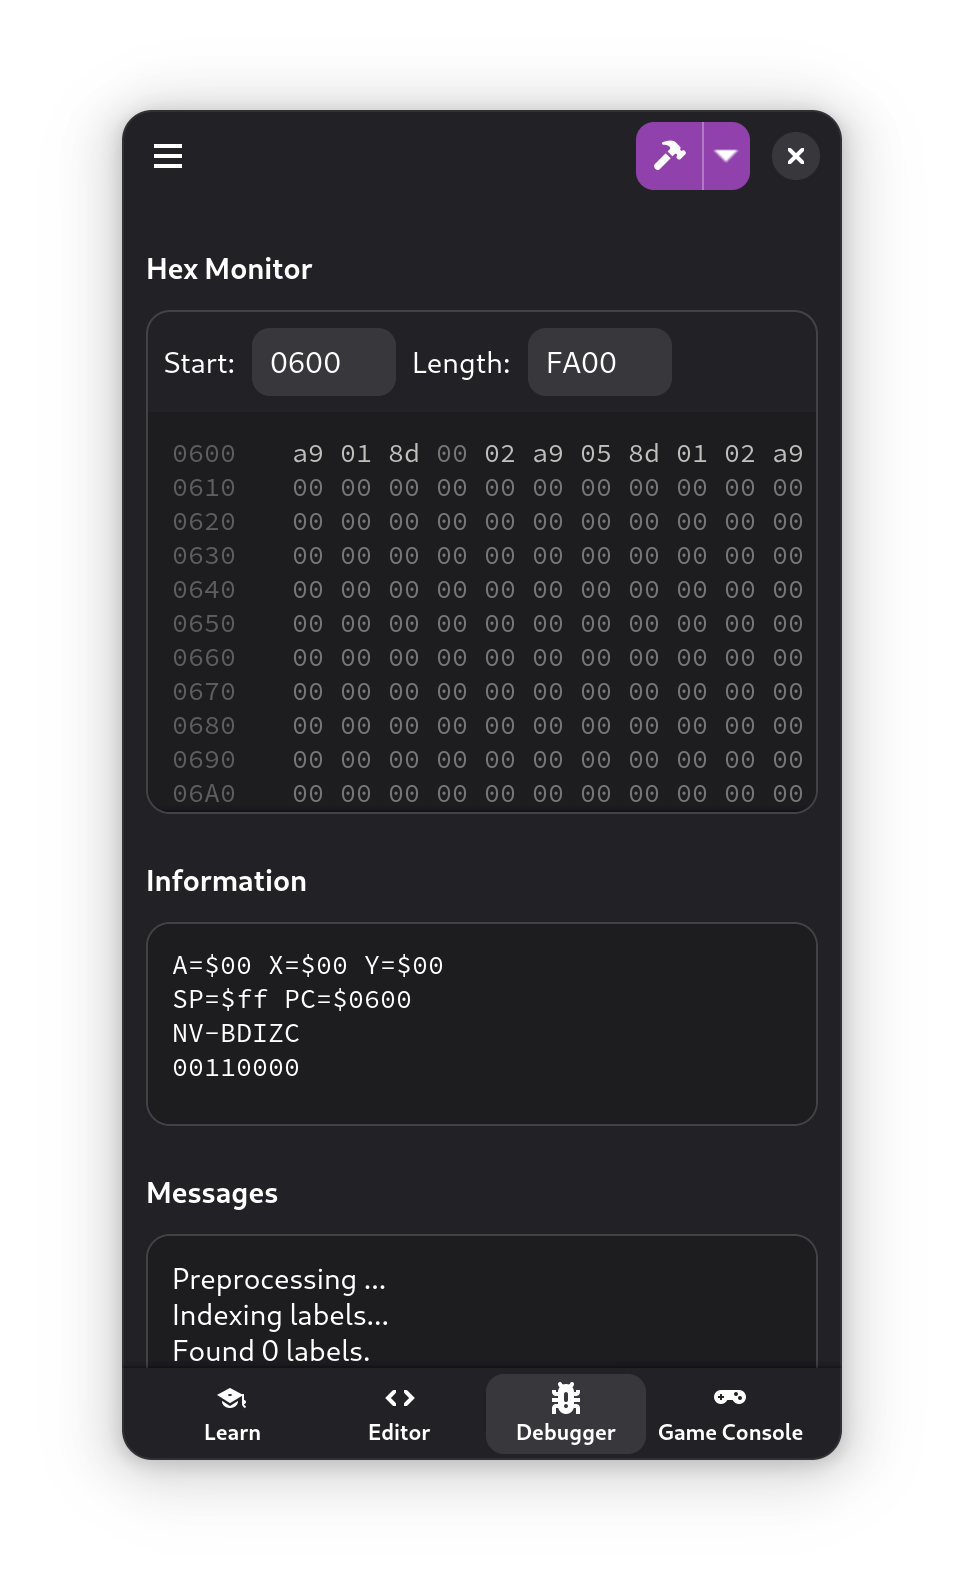 Hex Monitor
Start: 0600 Length: FA00
0600 a9 01 8d 00 02 a9 05 8d 01 02 a9
0610 00 00 00 00 00 00 00 00 00 00 00
0620 00 00 00 00 00 00 00 00 00 00 00
0630 00 00 00 00 00 00 00 00 00 00 00
0640 00 00 00 00 00 00 00 00 00 00 00
0650 00 00 00 00 00 00 00 00 00 00 00
0660 00 00 00 00 00 00 00 00 00 00 00
0670 00 00 00 00 00 00 00 00 00 00 00
0680 00 00 00 00 00 00 00 00 00 00 00
0690 00 00 00 00 00 00 00 00 00 00 00
06A0 00 00 00 00 00 00 00 00 00 00 00
Information
A=$00 X=$00 Y=$00
SP=$ff PC=$0600
NV-BDIZC
00110000
Messages
Preprocessing ...
Indexing labels...
Found 0 labels.
Learn Editor Debugger Game Console